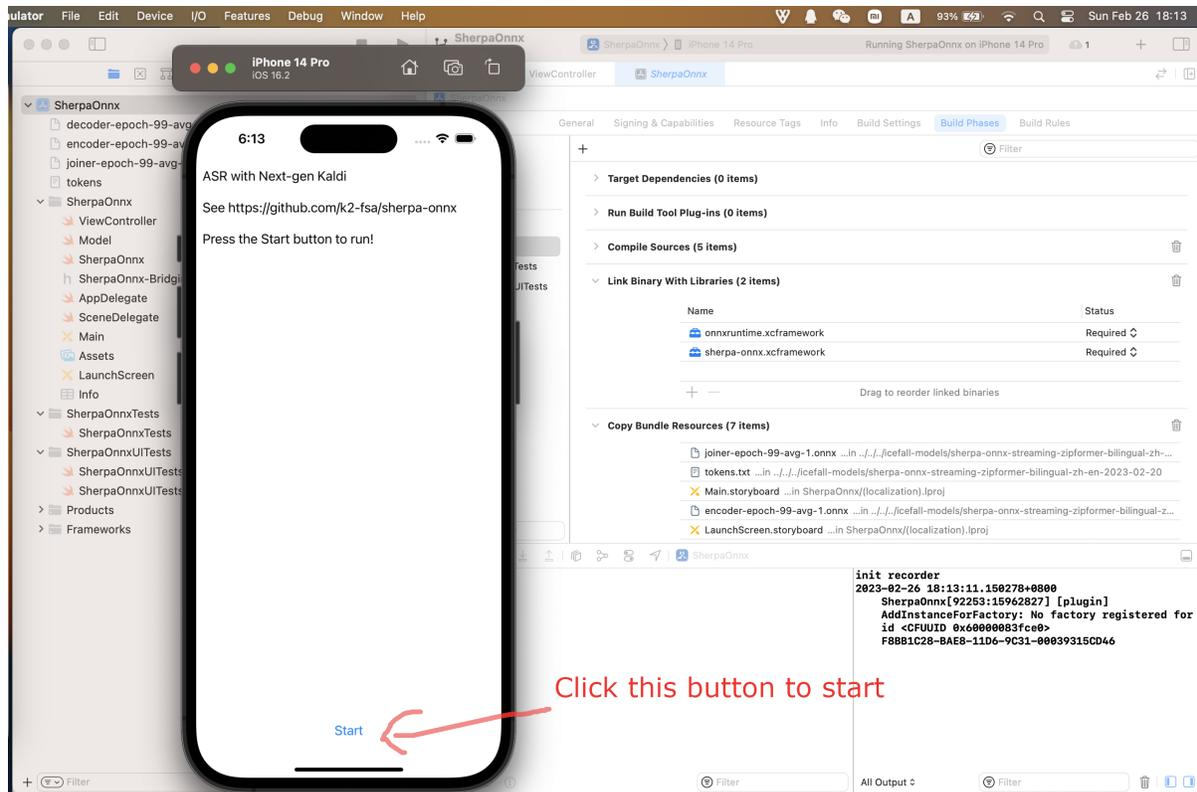 ulator File Edit Device I/O Features Debug Window Help
A 93% Sun Feb 26 18:13
SherpaOnnx
SherpaOnnx 〉 iPhone 14 Pro
Running SherpaOnnx on iPhone 14 Pro
1
iPhone 14 Pro
iOS 16.2
ViewController
SherpaOnnx
SherpaOnnx
General Signing & Capabilities Resource Tags Info Build Settings Build Phases Build Rules
Filter
SherpaOnnx
decoder-epoch-99-avg
encoder-epoch-99-av
joiner-epoch-99-avg-
tokens
SherpaOnnx
ViewController
Model
SherpaOnnx
SherpaOnnx-Bridgi
AppDelegate
SceneDelegate
Main
Assets
LaunchScreen
Info
SherpaOnnxTests
SherpaOnnxTests
SherpaOnnxUITests
SherpaOnnxUITests
SherpaOnnxUITests
Products
Frameworks
Filter
6:13
ASR with Next-gen Kaldi
See https://github.com/k2-fsa/sherpa-onnx
Press the Start button to run!
Start
Tests
UITests
Target Dependencies (0 items)
Run Build Tool Plug-ins (0 items)
Compile Sources (5 items)
Link Binary With Libraries (2 items)
Name Status
onnxruntime.xcframework Required
sherpa-onnx.xcframework Required
Drag to reorder linked binaries
Copy Bundle Resources (7 items)
joiner-epoch-99-avg-1.onnx ...in ../../../icefall-models/sherpa-onnx-streaming-zipformer-bilingual-zh-...
tokens.txt ...in ../../../icefall-models/sherpa-onnx-streaming-zipformer-bilingual-zh-en-2023-02-20
Main.storyboard ...in SherpaOnnx/(localization).lproj
encoder-epoch-99-avg-1.onnx ...in ../../../icefall-models/sherpa-onnx-streaming-zipformer-bilingual-z...
LaunchScreen.storyboard ...in SherpaOnnx/(localization).lproj
SherpaOnnx
init recorder
2023-02-26 18:13:11.150278+0800
SherpaOnnx[92253:15962827] [plugin]
AddInstanceForFactory: No factory registered for
id <CFUUID 0x60000083fce0>
F8BB1C28-BAE8-11D6-9C31-00039315CD46
Click this button to start
Filter
All Output
Filter